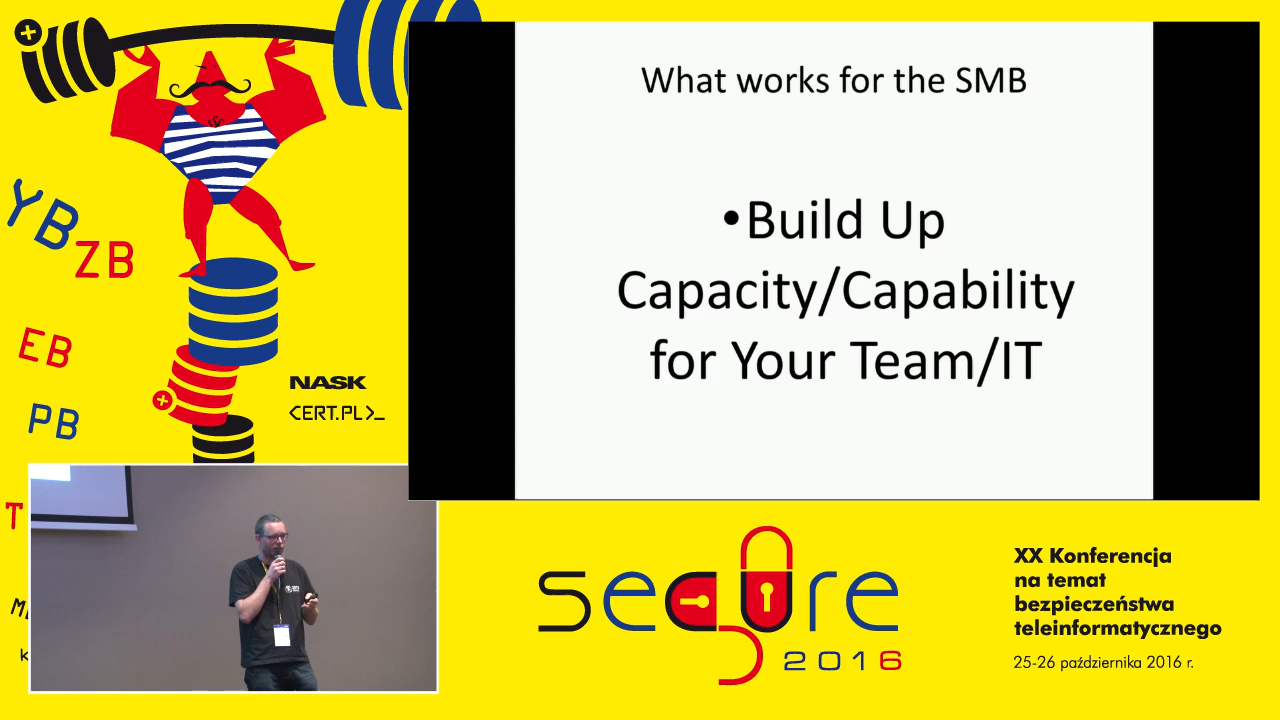 What works for the SMB
•Build Up
Capacity/Capability
for Your Team/IT
YB
ZB
EB
PB
T
NASK
<CERT.PL>_
secure
2016
XX Konferencja
na temat
bezpieczeństwa
teleinformatycznego
25-26 października 2016 r.